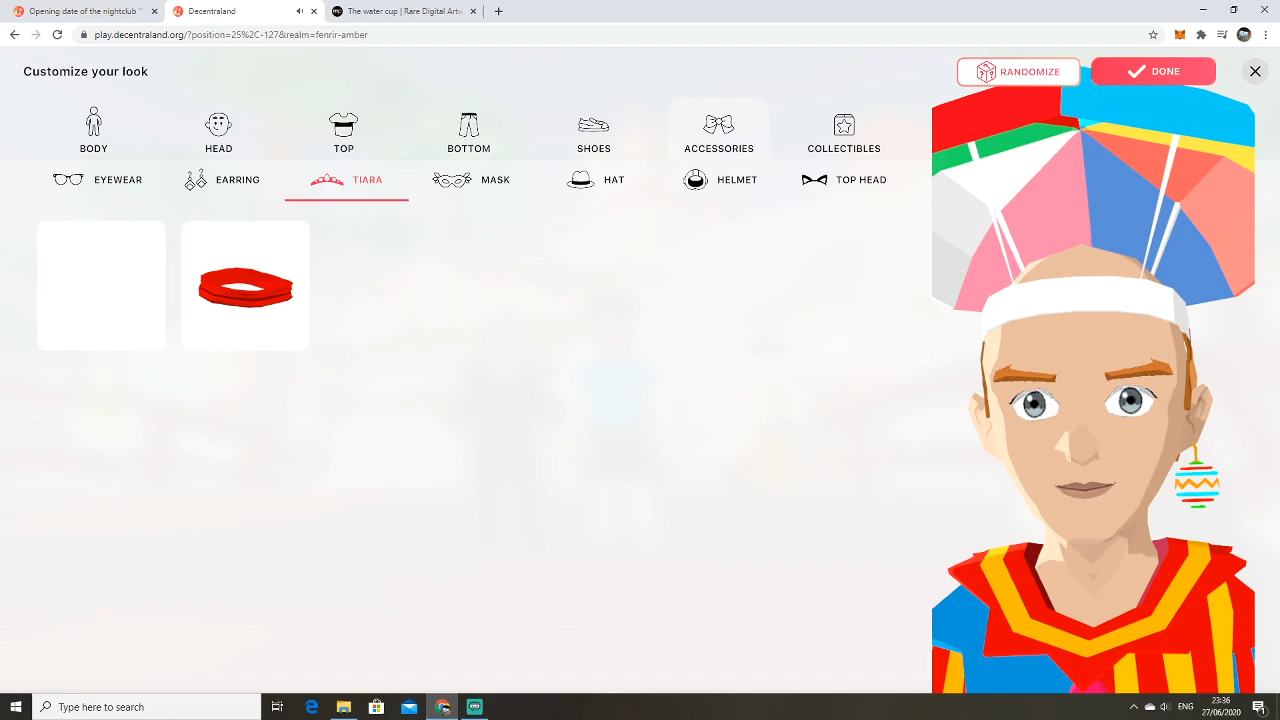 Opening date of the nightclub "
Decentraland
The water cup | Rare Digital Artw
play.decentraland.org/?position=25%2C-127&realm=fenrir-amber
Customize your look
RANDOMIZE
DONE
BODY
HEAD
TOP
BOTTOM
SHOES
ACCESSORIES
COLLECTIBLES
EYEWEAR
EARRING
TIARA
MASK
HAT
HELMET
TOP HEAD
Type here to search
ENG
23:36
27/06/2020